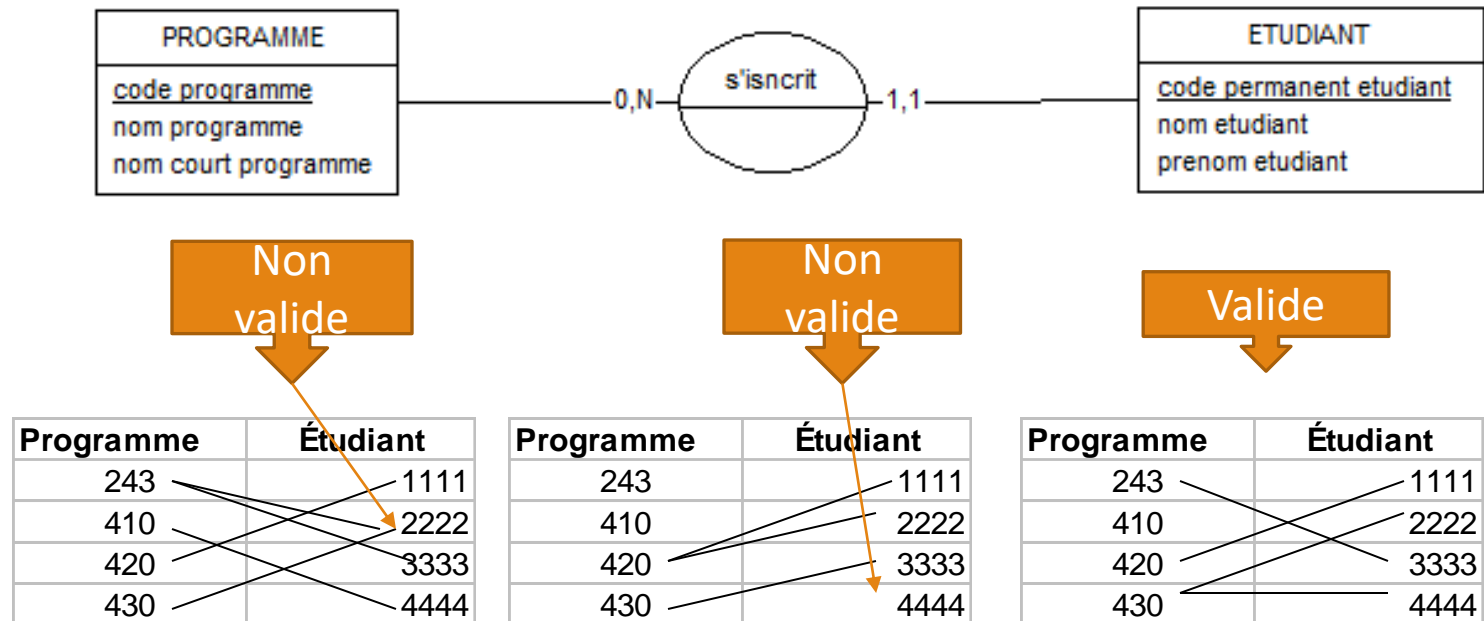 PROGRAMME
code programme
nom programme
nom court programme
0,N
s'isncrit
1,1
ETUDIANT
code permanent etudiant
nom etudiant
prenom etudiant
Non
valide
Non
valide
Valide
Programme Étudiant
243 1111
410 2222
420 3333
430 4444
Programme Étudiant
243 1111
410 2222
420 3333
430 4444
Programme Étudiant
243 1111
410 2222
420 3333
430 4444